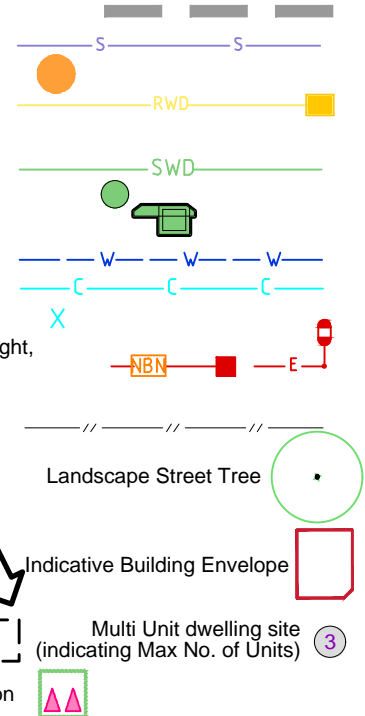 S S
RWD
SWD
W W W
C C C
X
ght,
NBN E
// // //
Landscape Street Tree
Indicative Building Envelope
Multi Unit dwelling site
(indicating Max No. of Units) 3
on